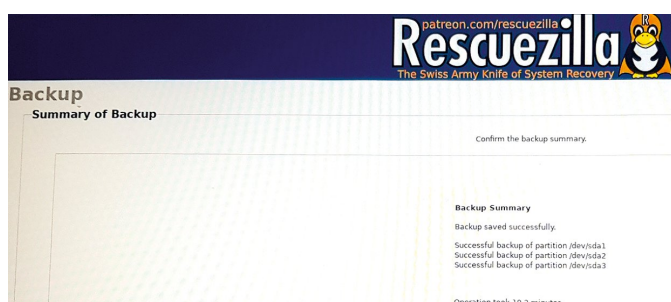 patreon.com/rescuezilla
R
Rescuezilla
The Swiss Army Knife of System Recovery
Backup
Summary of Backup
Confirm the backup summary.
Backup Summary
Backup saved successfully.
Successful backup of partition /dev/sda1
Successful backup of partition /dev/sda2
Successful backup of partition /dev/sda3
Operation took